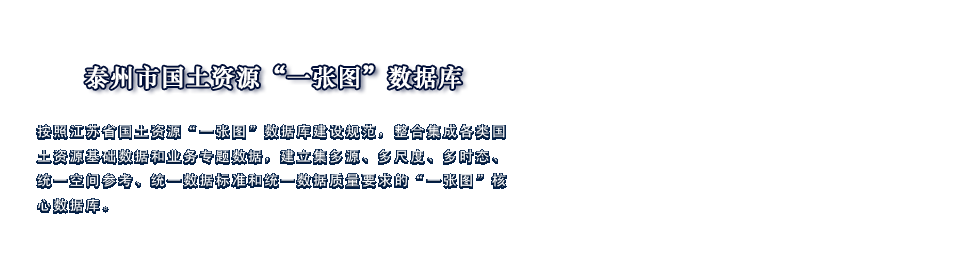 泰州市国土资源“一张图”数据库
按照江苏省国土资源“一张图”数据库建设规范，整合集成各类国
土资源基础数据和业务专题数据，建立集多源、多尺度、多时态、
统一空间参考、统一数据标准和统一数据质量要求的“一张图”核
心数据库。